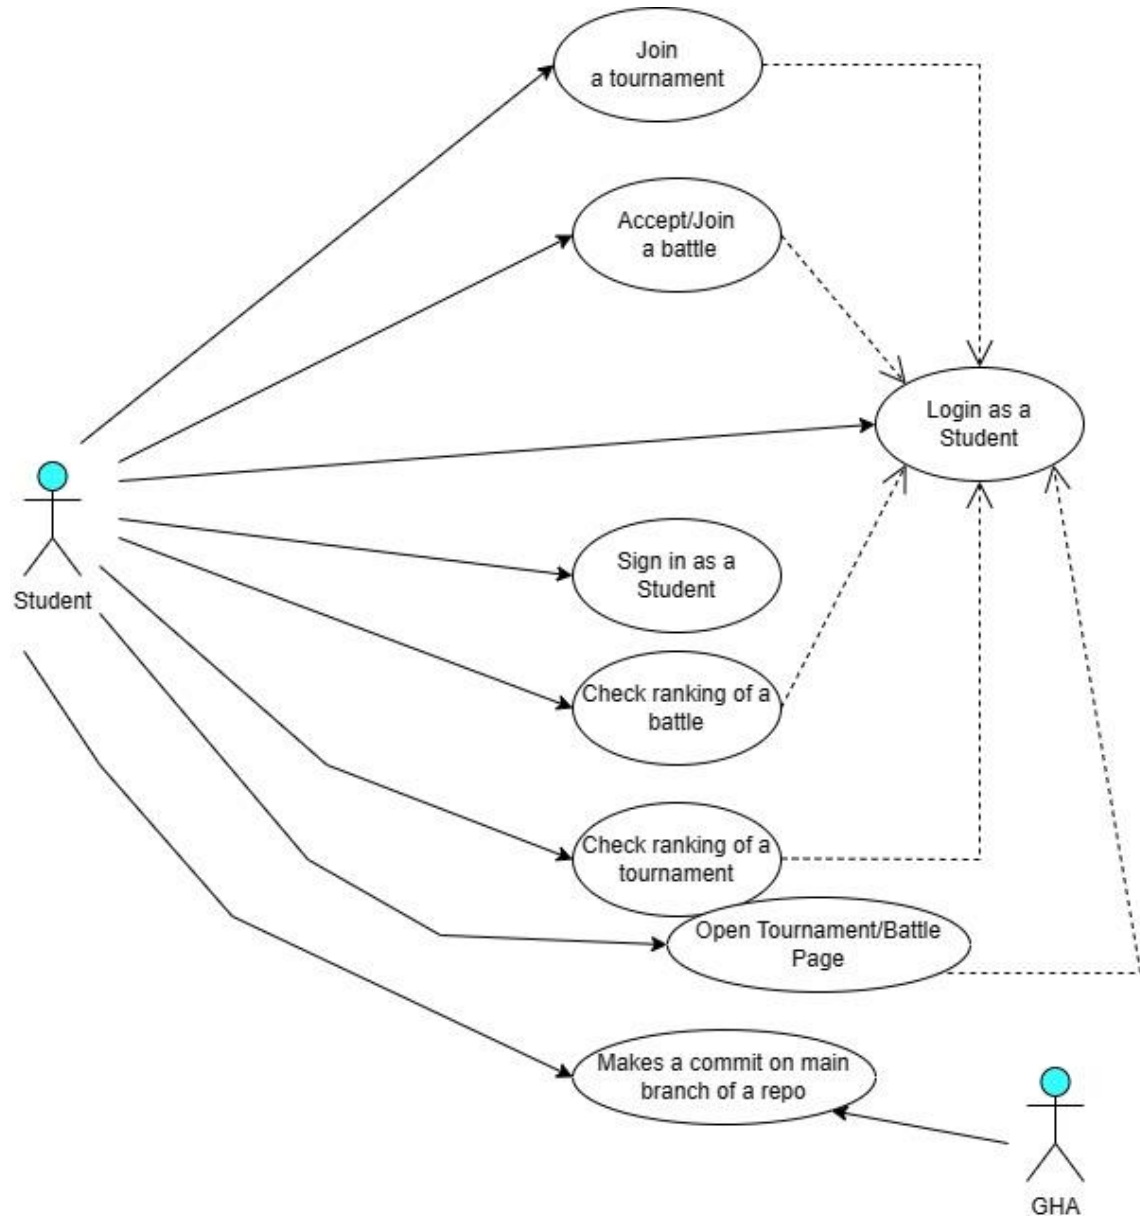 Join
a tournament
Accept/Join
a battle
Login as a
Student
Sign in as a
Student
Student
Check ranking of a
battle
Check ranking of a
tournament
Open Tournament/Battle
Page
Makes a commit on main
branch of a repo
GHA